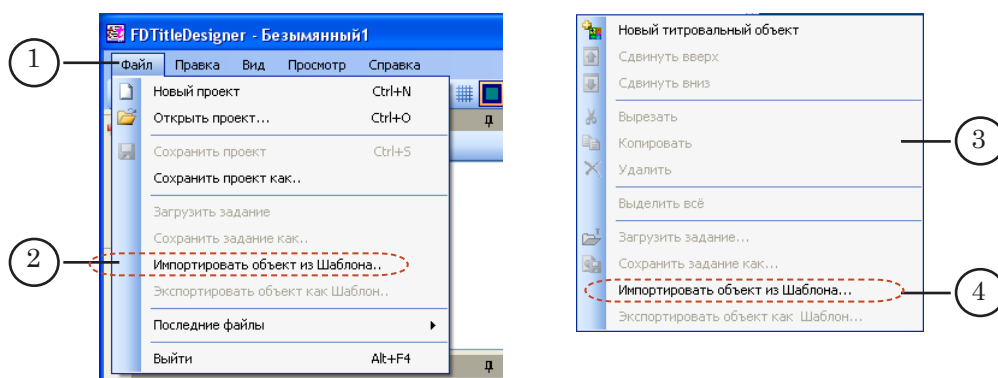 FDTitleDesigner - Безымянный1
1
Файл Правка Вид Просмотр Справка
Новый проект Ctrl+N
Открыть проект... Ctrl+O
Сохранить проект Ctrl+S
Сохранить проект как..
Загрузить задание
Сохранить задание как..
2
Импортировать объект из Шаблона..
Экспортировать объект как Шаблон..
Последние файлы
Выйти Alt+F4
Новый титровальный объект
Сдвинуть вверх
Сдвинуть вниз
Вырезать
Копировать
3
Удалить
Выделить всё
Загрузить задание...
Сохранить задание как...
Импортировать объект из Шаблона...
4
Экспортировать объект как Шаблон...